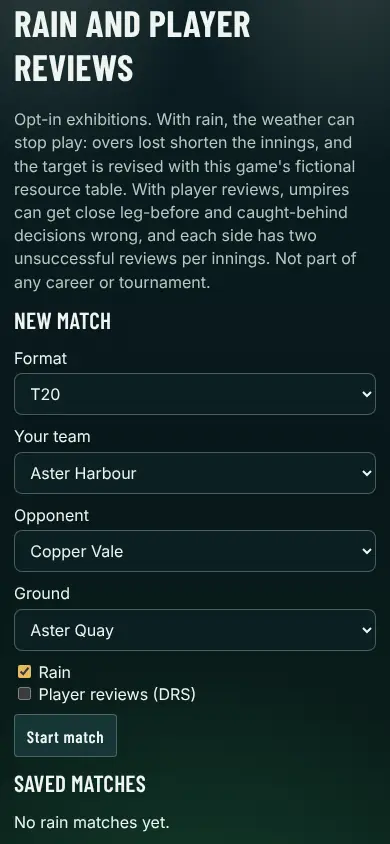 RAIN AND PLAYER
REVIEWS
Opt-in exhibitions. With rain, the weather can
stop play: overs lost shorten the innings, and
the target is revised with this game's fictional
resource table. With player reviews, umpires
can get close leg-before and caught-behind
decisions wrong, and each side has two
unsuccessful reviews per innings. Not part of
any career or tournament.
NEW MATCH
Format
T20
Your team
Aster Harbour
Opponent
Copper Vale
Ground
Aster Quay
Rain
Player reviews (DRS)
Start match
SAVED MATCHES
No rain matches yet.